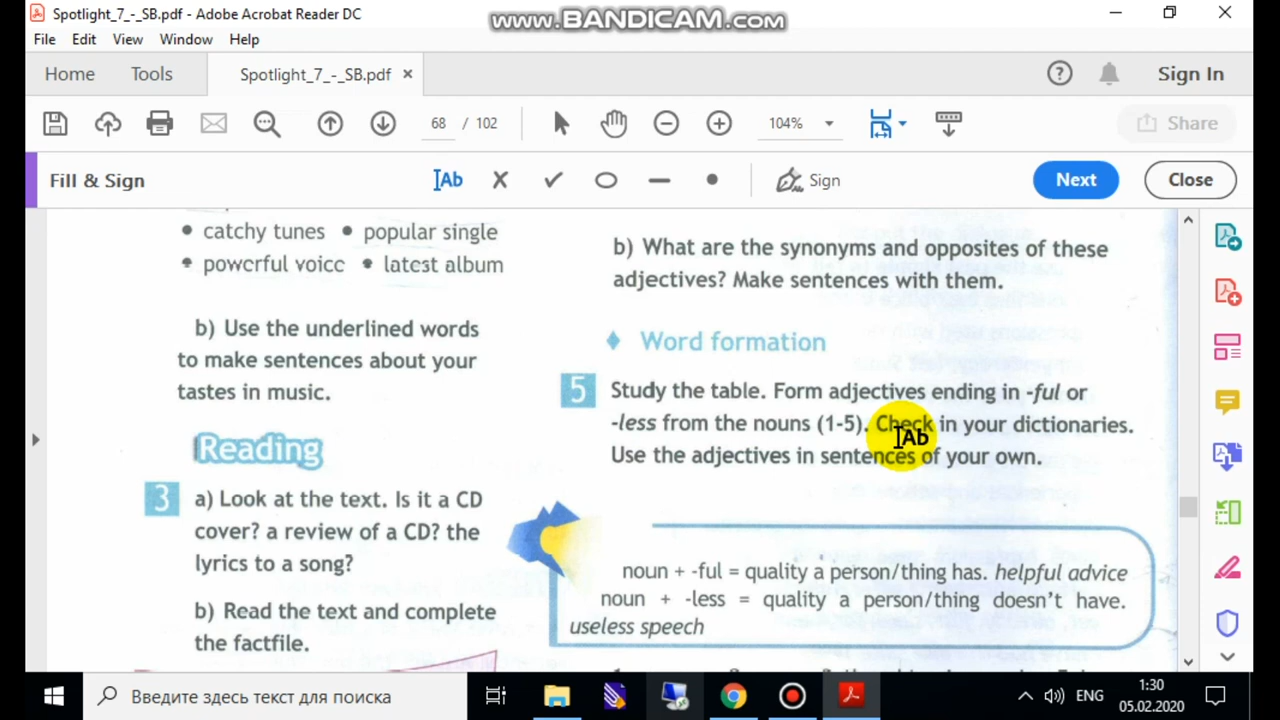 Spotlight_7_-_SB.pdf - Adobe Acrobat Reader DC
www.BANDICAM.com
File Edit View Window Help
Home Tools Spotlight_7_-_SB.pdf × Sign In
68 / 102 104% Share
Fill & Sign Ab Sign Next Close
• catchy tunes • popular single
• powerful voice • latest album
b) Use the underlined words
to make sentences about your
tastes in music.
Reading
3 a) Look at the text. Is it a CD
cover? a review of a CD? the
lyrics to a song?
b) Read the text and complete
the factfile.
b) What are the synonyms and opposites of these
adjectives? Make sentences with them.
Word formation
5 Study the table. Form adjectives ending in -ful or
-less from the nouns (1-5). Check in your dictionaries.
Use the adjectives in sentences of your own.
Ab
noun + -ful = quality a person/thing has. helpful advice
noun + -less = quality a person/thing doesn't have.
useless speech
Введите здесь текст для поиска
ENG
1:30
05.02.2020